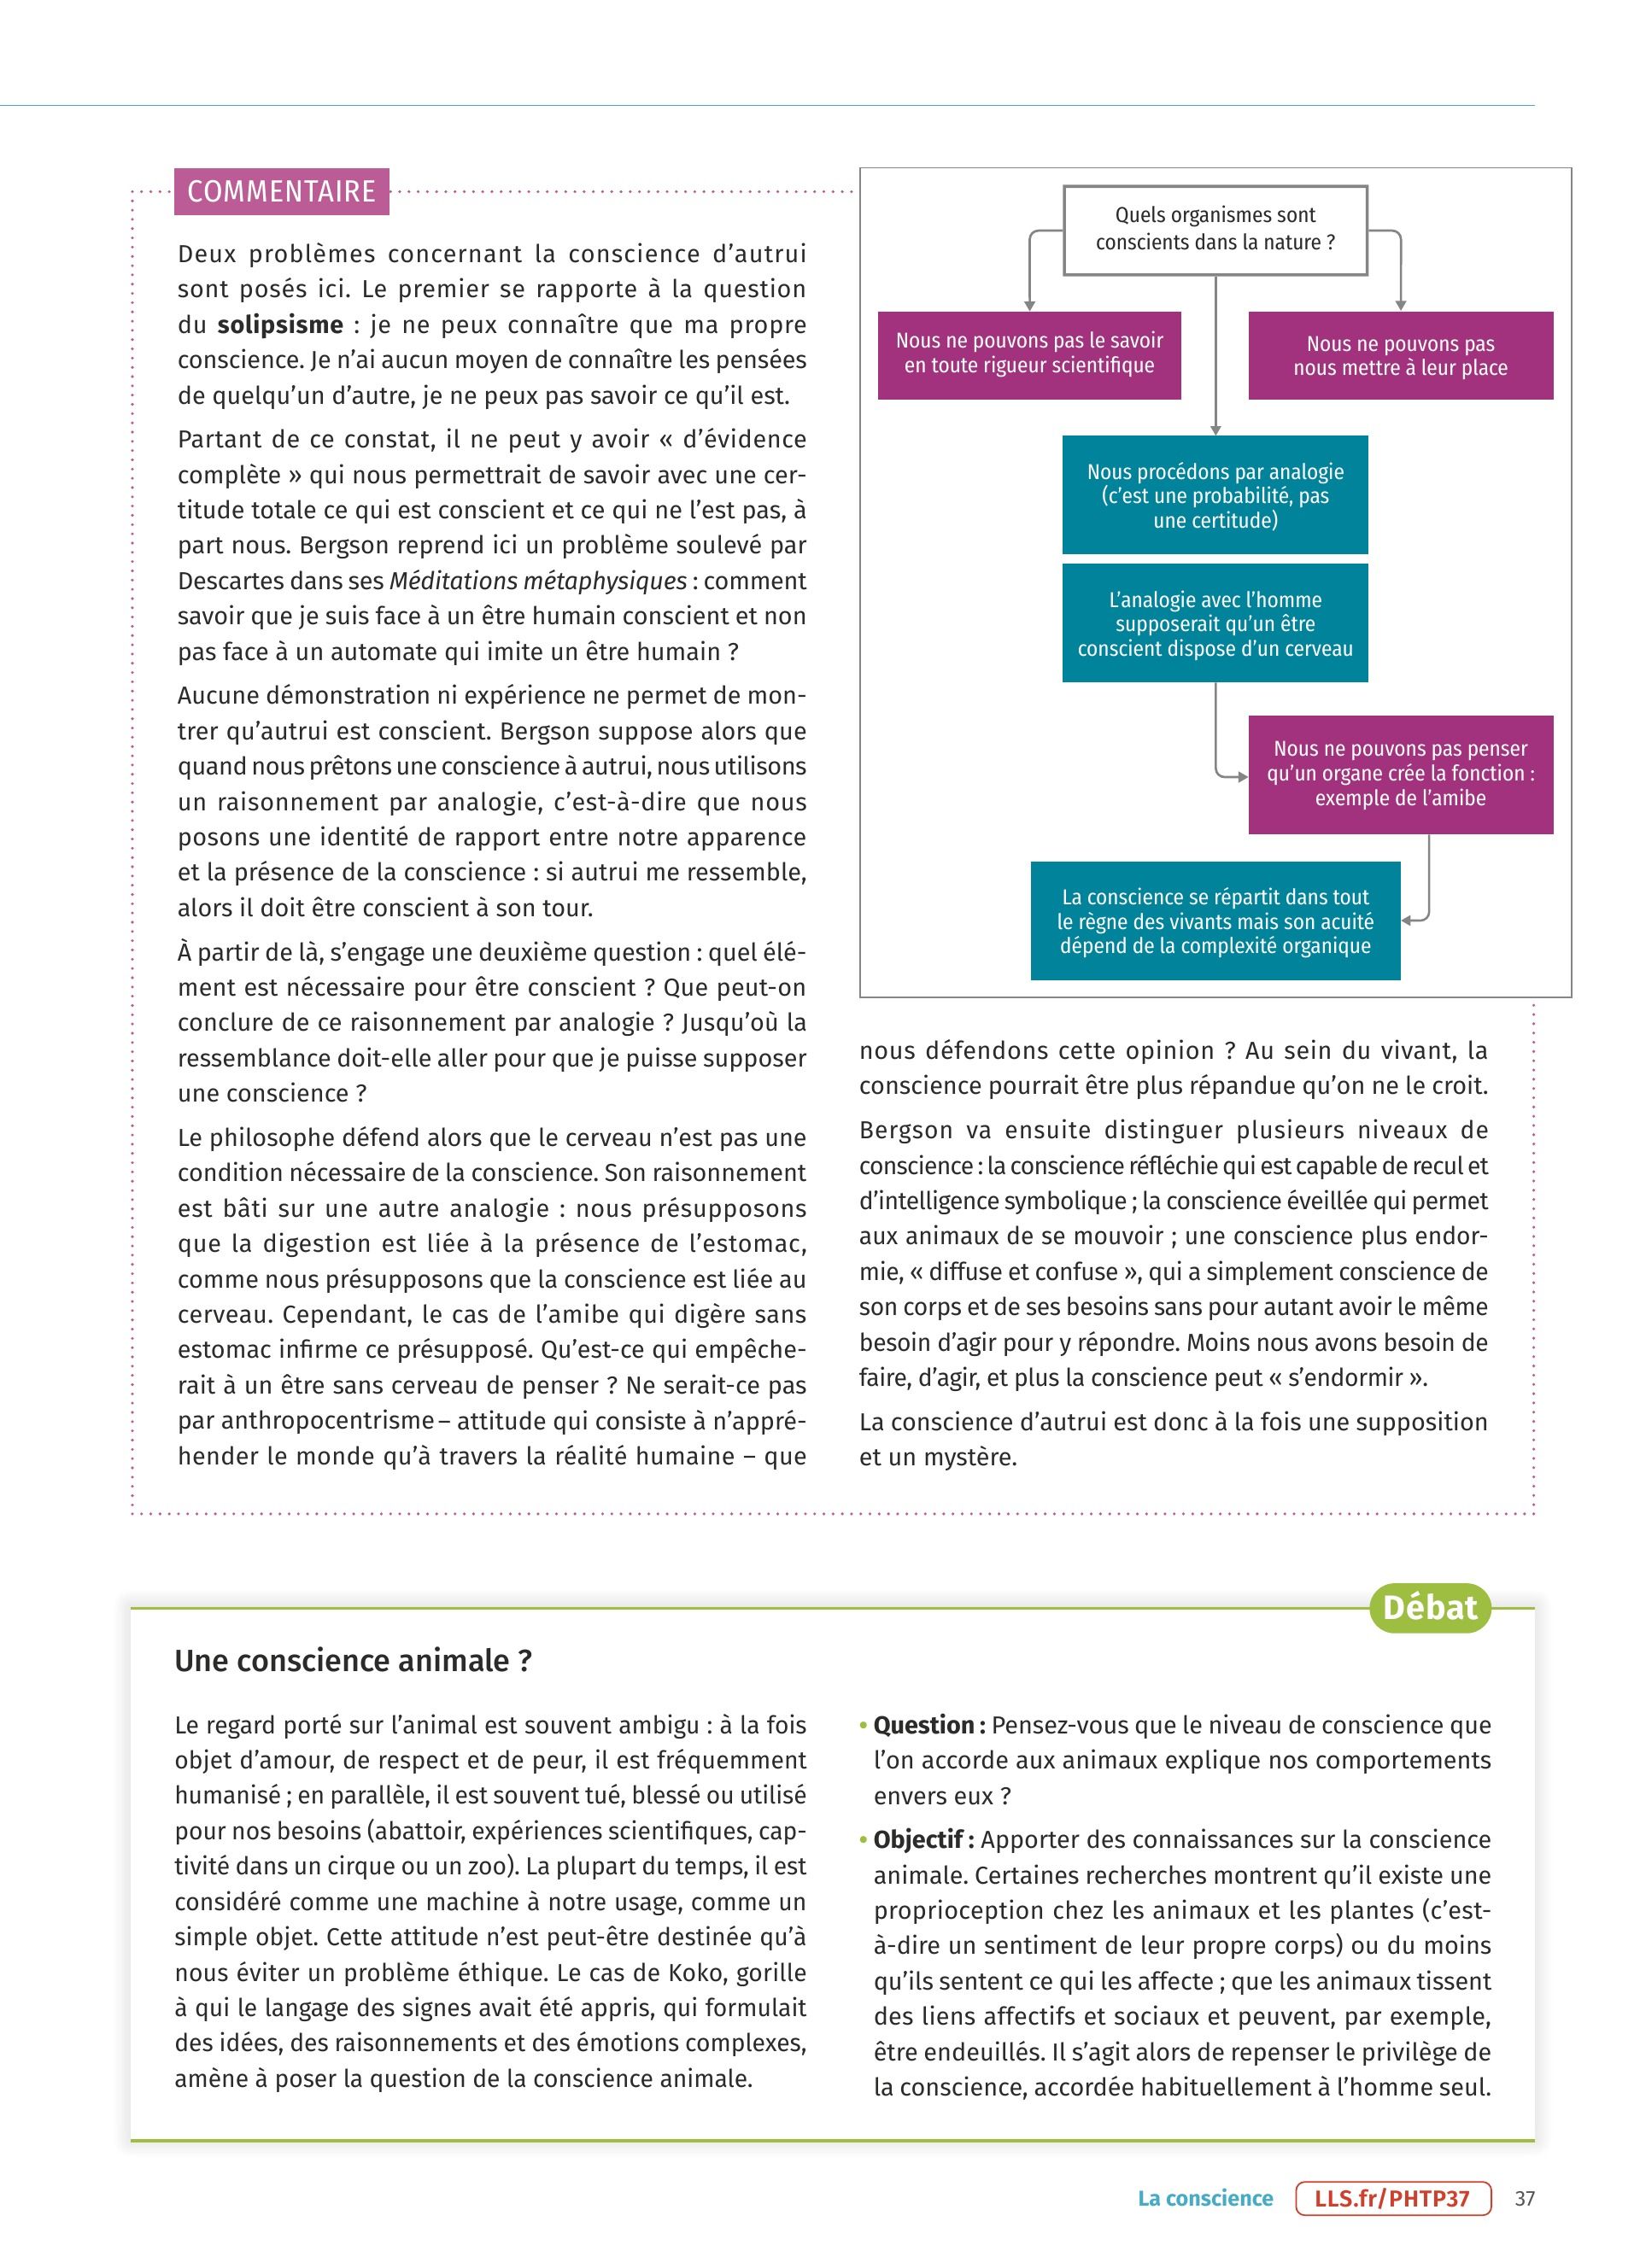 COMMENTAIRE
Deux problèmes concernant la conscience d’autrui
sont posés ici. Le premier se rapporte à la question
du solipsisme : je ne peux connaître que ma propre
conscience. Je n’ai aucun moyen de connaître les pensées
de quelqu’un d’autre, je ne peux pas savoir ce qu’il est.
Partant de ce constat, il ne peut y avoir « d’évidence
complète » qui nous permettrait de savoir avec une cer-
titude totale ce qui est conscient et ce qui ne l’est pas, à
part nous. Bergson reprend ici un problème soulevé par
Descartes dans ses Méditations métaphysiques : comment
savoir que je suis face à un être humain conscient et non
pas face à un automate qui imite un être humain ?
Aucune démonstration ni expérience ne permet de mon-
trer qu’autrui est conscient. Bergson suppose alors que
quand nous prêtons une conscience à autrui, nous utilisons
un raisonnement par analogie, c’est-à-dire que nous
posons une identité de rapport entre notre apparence
et la présence de la conscience : si autrui me ressemble,
alors il doit être conscient à son tour.
À partir de là, s’engage une deuxième question : quel élé-
ment est nécessaire pour être conscient ? Que peut-on
conclure de ce raisonnement par analogie ? Jusqu’où la
ressemblance doit-elle aller pour que je puisse supposer
une conscience ?
Le philosophe défend alors que le cerveau n’est pas une
condition nécessaire de la conscience. Son raisonnement
est bâti sur une autre analogie : nous présupposons
que la digestion est liée à la présence de l’estomac,
comme nous présupposons que la conscience est liée au
cerveau. Cependant, le cas de l’amibe qui digère sans
estomac infirme ce présupposé. Qu’est-ce qui empêche-
rait à un être sans cerveau de penser ? Ne serait-ce pas
par anthropocentrisme – attitude qui consiste à n’appré-
hender le monde qu’à travers la réalité humaine – que
Quels organismes sont
conscients dans la nature ?
Nous ne pouvons pas le savoir
en toute rigueur scientifique
Nous ne pouvons pas
nous mettre à leur place
Nous procédons par analogie
(c’est une probabilité, pas
une certitude)
L’analogie avec l’homme
supposerait qu’un être
conscient dispose d’un cerveau
Nous ne pouvons pas penser
qu’un organe crée la fonction :
exemple de l’amibe
La conscience se répartit dans tout
le règne des vivants mais son acuité
dépend de la complexité organique
nous défendons cette opinion ? Au sein du vivant, la
conscience pourrait être plus répandue qu’on ne le croit.
Bergson va ensuite distinguer plusieurs niveaux de
conscience : la conscience réfléchie qui est capable de recul et
d’intelligence symbolique ; la conscience éveillée qui permet
aux animaux de se mouvoir ; une conscience plus endor-
mie, « diffuse et confuse », qui a simplement conscience de
son corps et de ses besoins sans pour autant avoir le même
besoin d’agir pour y répondre. Moins nous avons besoin de
faire, d’agir, et plus la conscience peut « s’endormir ».
La conscience d’autrui est donc à la fois une supposition
et un mystère.
Débat
Une conscience animale ?
Le regard porté sur l’animal est souvent ambigu : à la fois
objet d’amour, de respect et de peur, il est fréquemment
humanisé ; en parallèle, il est souvent tué, blessé ou utilisé
pour nos besoins (abattoir, expériences scientifiques, cap-
tivité dans un cirque ou un zoo). La plupart du temps, il est
considéré comme une machine à notre usage, comme un
simple objet. Cette attitude n’est peut-être destinée qu’à
nous éviter un problème éthique. Le cas de Koko, gorille
à qui le langage des signes avait été appris, qui formulait
des idées, des raisonnements et des émotions complexes,
amène à poser la question de la conscience animale.
• Question : Pensez-vous que le niveau de conscience que
l’on accorde aux animaux explique nos comportements
envers eux ?
• Objectif : Apporter des connaissances sur la conscience
animale. Certaines recherches montrent qu’il existe une
proprioception chez les animaux et les plantes (c’est-
à-dire un sentiment de leur propre corps) ou du moins
qu’ils sentent ce qui les affecte ; que les animaux tissent
des liens affectifs et sociaux et peuvent, par exemple,
être endeuillés. Il s’agit alors de repenser le privilège de
la conscience, accordée habituellement à l’homme seul.
La conscience LLS.fr/PHTP37 37